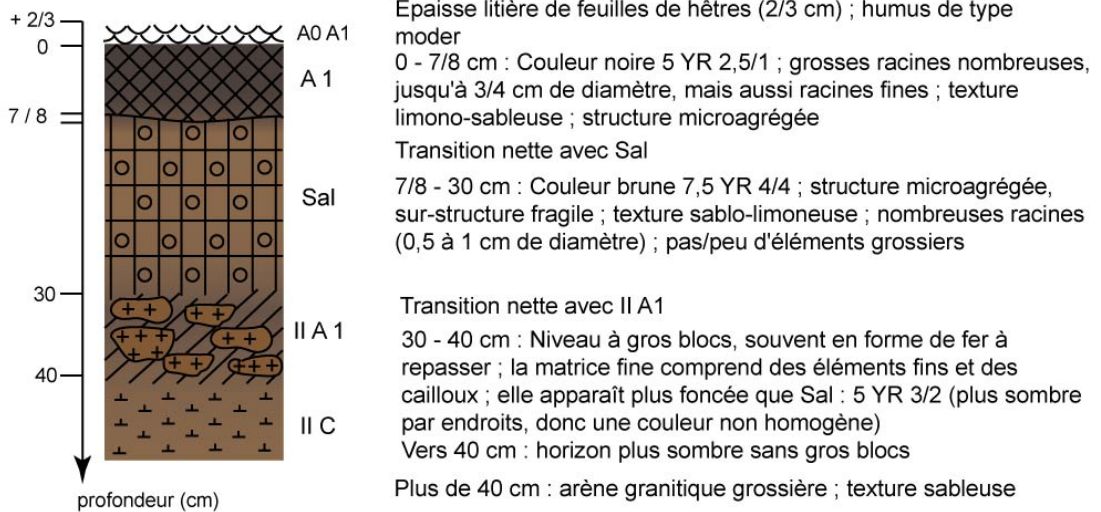 + 2/3
0
7 / 8
30
40
profondeur (cm)
A0 A1
A 1
Sal
II A 1
II C
Epaisse litière de feuilles de hêtres (2/3 cm) ; humus de type
moder
0 - 7/8 cm : Couleur noire 5 YR 2,5/1 ; grosses racines nombreuses,
jusqu'à 3/4 cm de diamètre, mais aussi racines fines ; texture
limono-sableuse ; structure microagrégée
Transition nette avec Sal
7/8 - 30 cm : Couleur brune 7,5 YR 4/4 ; structure microagrégée,
sur-structure fragile ; texture sablo-limoneuse ; nombreuses racines
(0,5 à 1 cm de diamètre) ; pas/peu d'éléments grossiers
Transition nette avec II A1
30 - 40 cm : Niveau à gros blocs, souvent en forme de fer à
repasser ; la matrice fine comprend des éléments fins et des
cailloux ; elle apparaît plus foncée que Sal : 5 YR 3/2 (plus sombre
par endroits, donc une couleur non homogène)
Vers 40 cm : horizon plus sombre sans gros blocs
Plus de 40 cm : arène granitique grossière ; texture sableuse